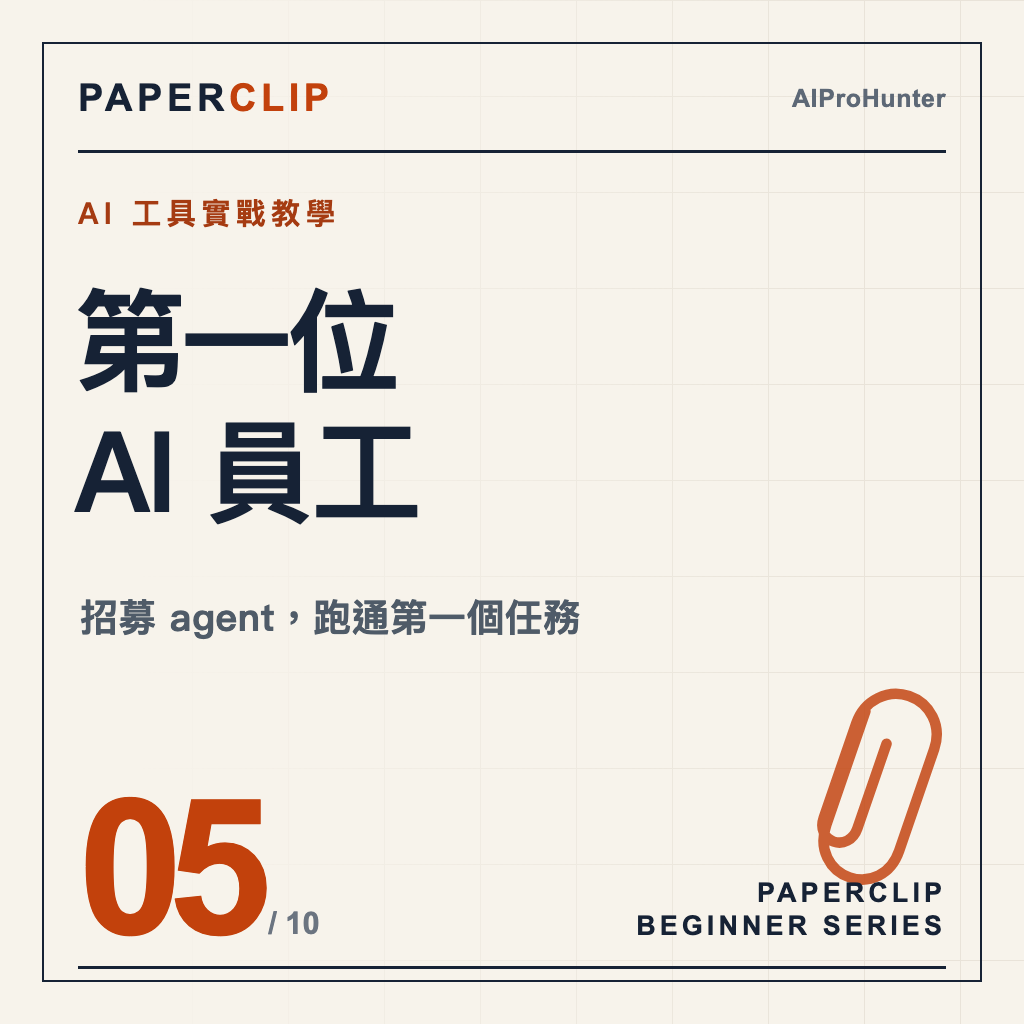 PAPERCLIP
AIProHunter
AI 工具實戰教學
第一位
AI 員工
招募 agent，跑通第一個任務
05 / 10
PAPERCLIP
BEGINNER SERIES